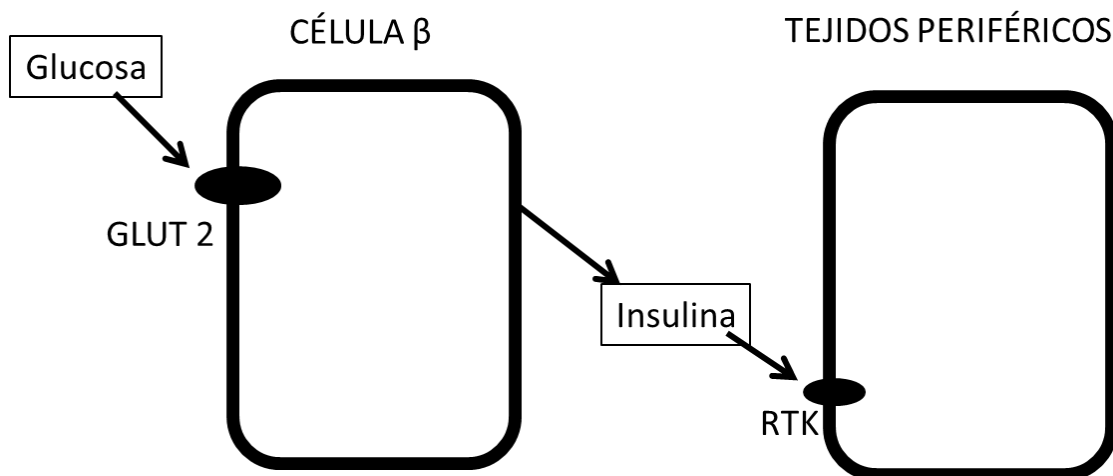 CÉLULA β
TEJIDOS PERIFÉRICOS
Glucosa
GLUT 2
Insulina
RTK